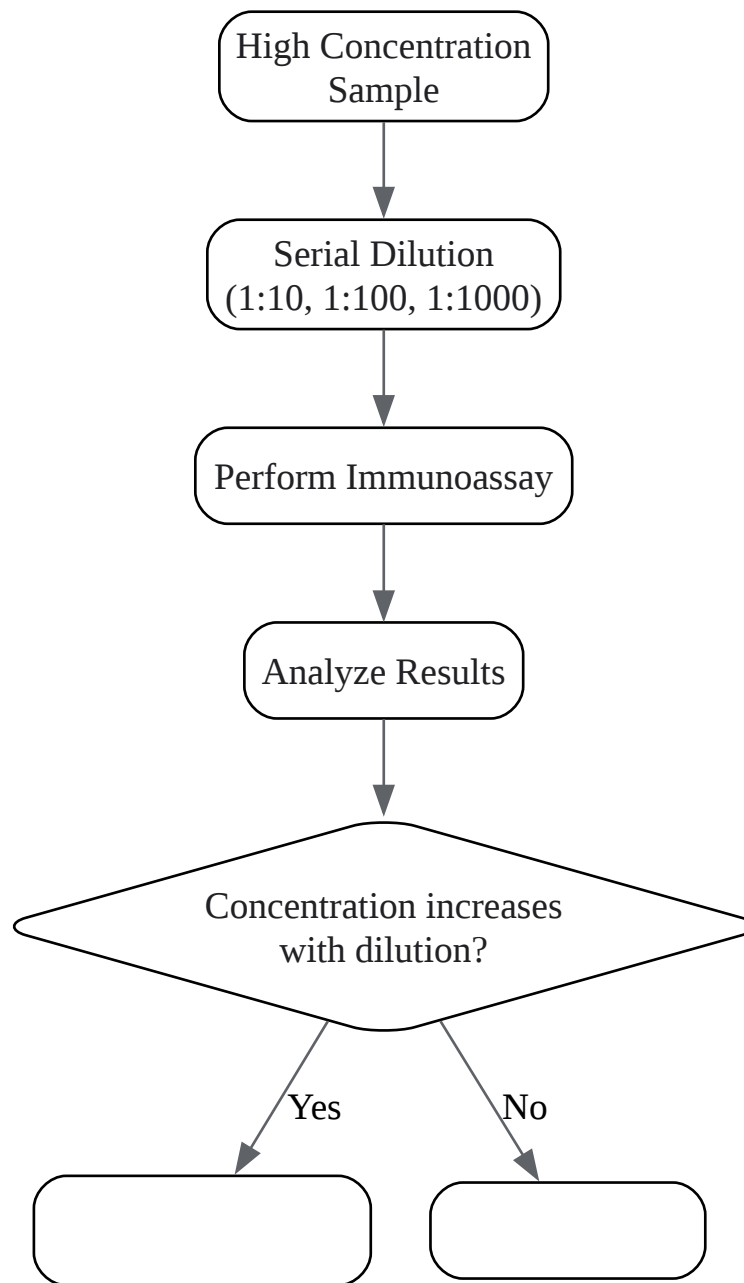 High Concentration
Sample
Serial Dilution
(1:10, 1:100, 1:1000)
Perform Immunoassay
Analyze Results
Concentration increases
with dilution?
Yes
No